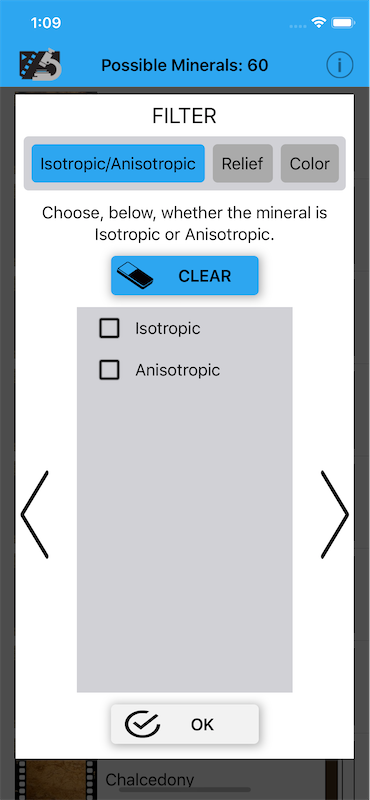 1:09
Possible Minerals: 60
i
FILTER
Isotropic/Anisotropic Relief Color
Choose, below, whether the mineral is
Isotropic or Anisotropic.
CLEAR
Isotropic
Anisotropic
OK
Chalcedony